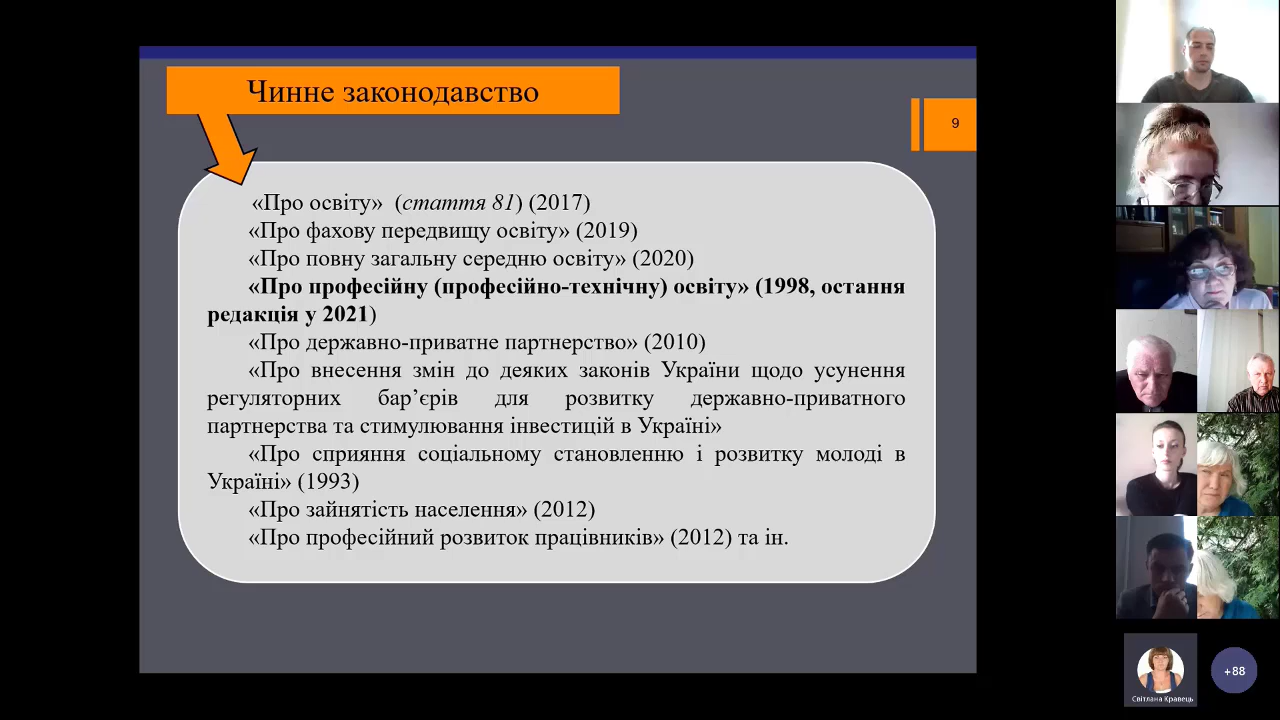 Чинне законодавство
9
«Про освіту» (стаття 81) (2017)
«Про фахову передвищу освіту» (2019)
«Про повну загальну середню освіту» (2020)
«Про професійну (професійно-технічну) освіту» (1998, остання
редакція у 2021)
«Про державно-приватне партнерство» (2010)
«Про внесення змін до деяких законів України щодо усунення
регуляторних бар’єрів для розвитку державно-приватного
партнерства та стимулювання інвестицій в Україні»
«Про сприяння соціальному становленню і розвитку молоді в
Україні» (1993)
«Про зайнятість населення» (2012)
«Про професійний розвиток працівників» (2012) та ін.
Світлана Кравець
+88